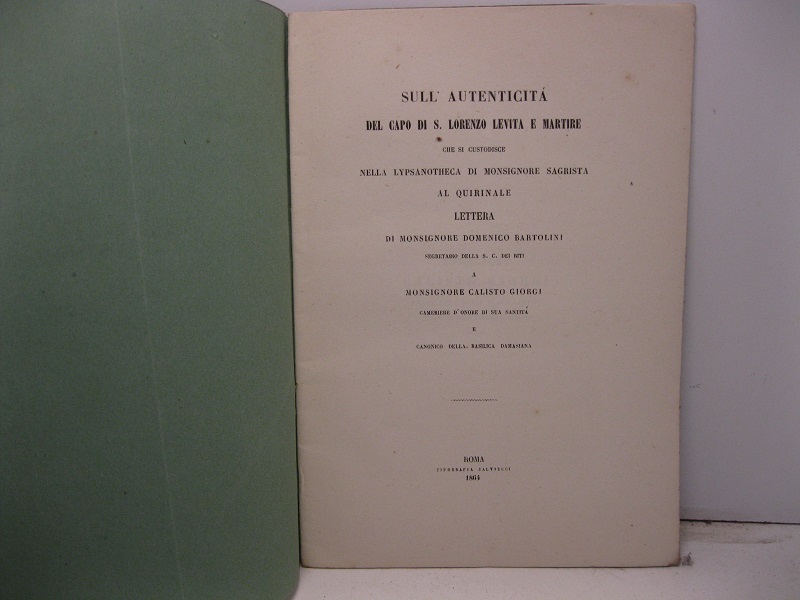 SULL' AUTENTICITÁ
DEL CAPO DI S. LORENZO LEVITA E MARTIRE
CHE SI CUSTODISCE
NELLA LYPSANOTHECA DI MONSIGNORE SAGRISTA
AL QUIRINALE
LETTERA
DI MONSIGNORE DOMENICO BARTOLINI
SEGRETARIO DELLA S. C. DEI RITI
A
MONSIGNORE CALISTO GIORGI
CAMERIERE D'ONORE DI SUA SANTITÀ
E
CANONICO DELLA BASILICA DAMASIANA
ROMA
TIPOGRAFIA SALVIUCCI
1864